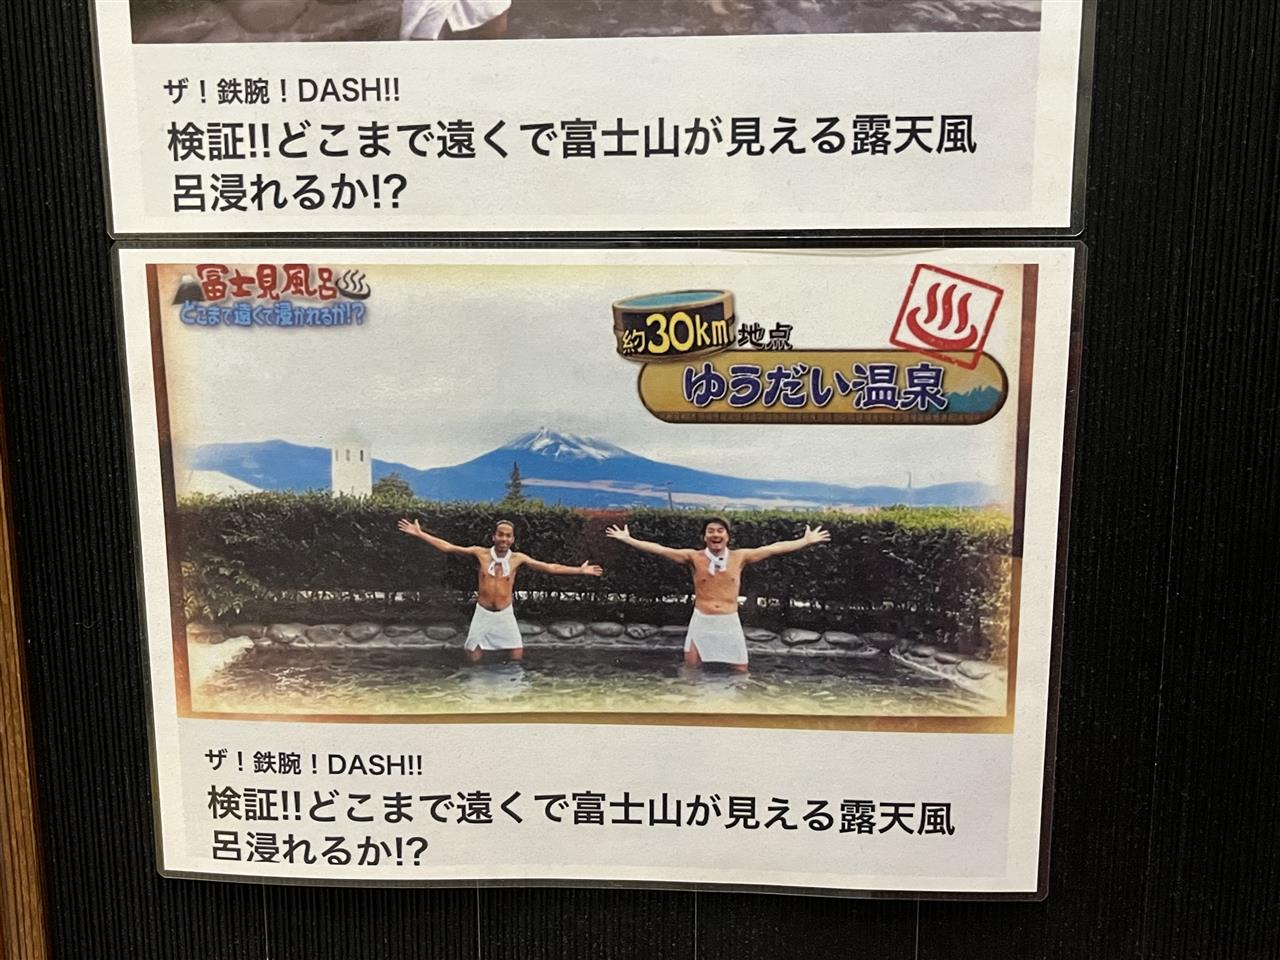 ザ！鉄腕！DASH!!
検証!!どこまで遠くで富士山が見える露天風
呂浸れるか!?
富士見風呂
どこまで遠くで浸かれるか!?
約30km地点
ゆうだい温泉
ザ！鉄腕！DASH!!
検証!!どこまで遠くで富士山が見える露天風
呂浸れるか!?